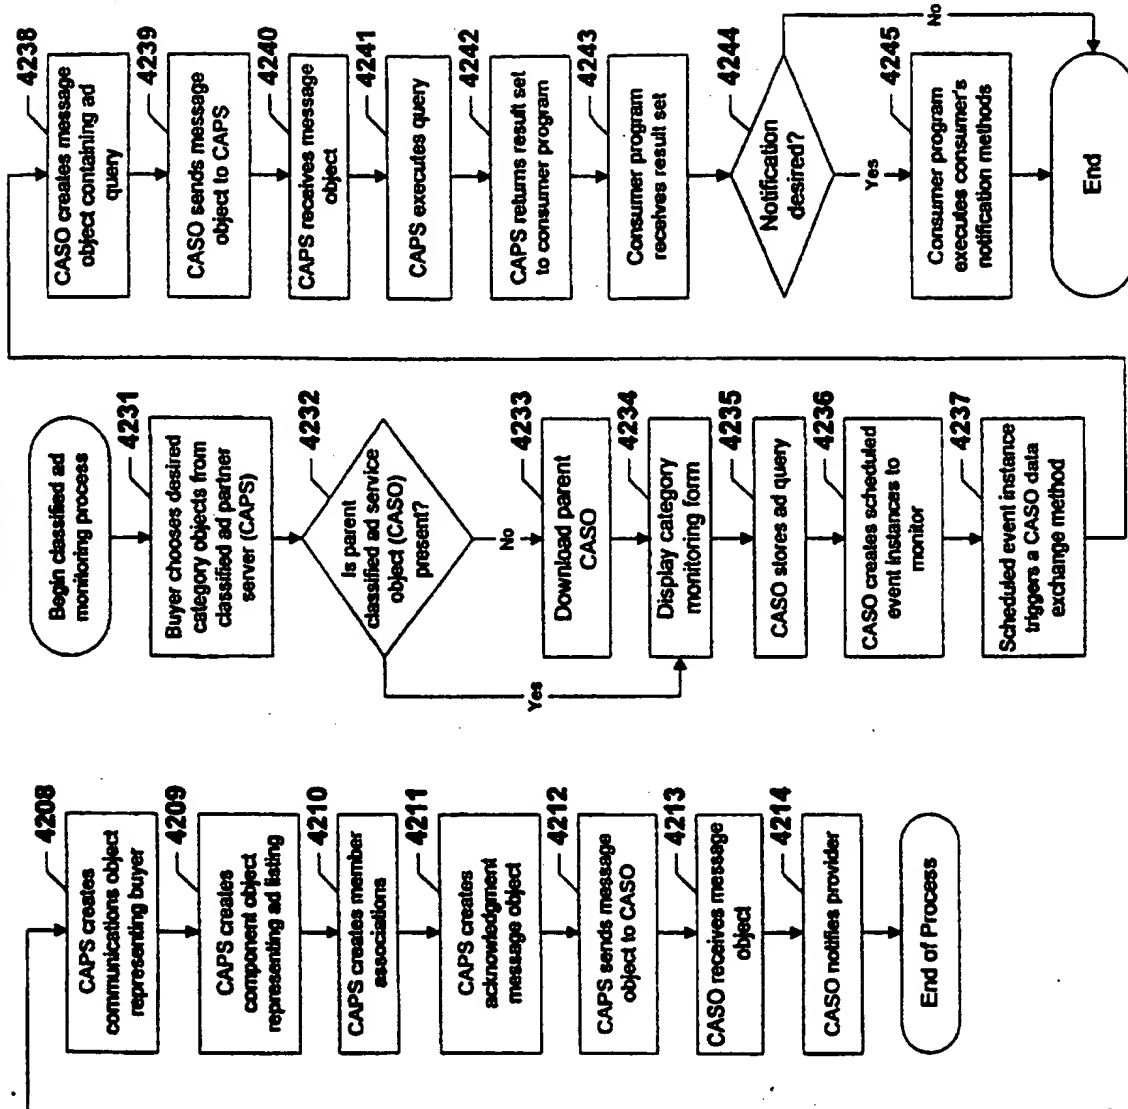 4208
CAPS creates
communications object
representing buyer
4209
CAPS creates
component object
representing ad listing
4210
CAPS creates member
associations
4211
CAPS creates
acknowledgment
message object
4212
CAPS sends message
object to CASO
4213
CASO receives message
object
4214
CASO notifies provider
End of Process
Begin classified ad
monitoring process
4231
Buyer chooses desired
category objects from
classified ad partner
server (CAPS)
4232
Is parent
classified ad service
object (CASO)
present?
Yes
No
4233
Download parent
CASO
4234
Display category
monitoring form
4235
CASO stores ad query
4236
CASO creates scheduled
event instances to
monitor
4237
Scheduled event instance
triggers a CASO data
exchange method
4238
CASO creates message
object containing ad
query
4239
CASO sends message
object to CAPS
4240
CAPS receives message
object
4241
CAPS executes query
4242
CAPS returns result set
to consumer program
4243
Consumer program
receives result set
4244
Notification
desired?
No
Yes
4245
Consumer program
executes consumer's
notification methods
End